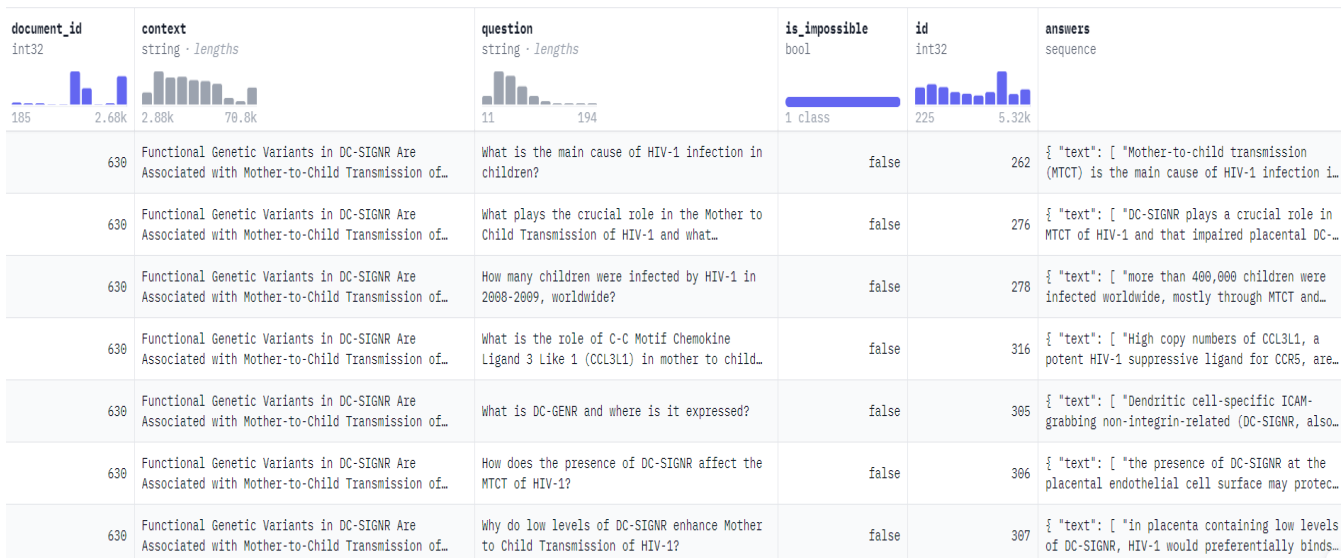 document_id context question is_impossible id answers
int32 string · lengths string · lengths bool int32 sequence
185 2.68k 2.88k 70.8k 11 194 1 class 225 5.32k
630 Functional Genetic Variants in DC-SIGNR Are Associated with Mother-to-Child Transmission of… What is the main cause of HIV-1 infection in children? false 262 { "text": [ "Mother-to-child transmission (MTCT) is the main cause of HIV-1 infection i…
630 Functional Genetic Variants in DC-SIGNR Are Associated with Mother-to-Child Transmission of… What plays the crucial role in the Mother to Child Transmission of HIV-1 and what… false 276 { "text": [ "DC-SIGNR plays a crucial role in MTCT of HIV-1 and that impaired placental DC-…
630 Functional Genetic Variants in DC-SIGNR Are Associated with Mother-to-Child Transmission of… How many children were infected by HIV-1 in 2008-2009, worldwide? false 278 { "text": [ "more than 400,000 children were infected worldwide, mostly through MTCT and…
630 Functional Genetic Variants in DC-SIGNR Are Associated with Mother-to-Child Transmission of… What is the role of C-C Motif Chemokine Ligand 3 Like 1 (CCL3L1) in mother to child… false 316 { "text": [ "High copy numbers of CCL3L1, a potent HIV-1 suppressive ligand for CCR5, are…
630 Functional Genetic Variants in DC-SIGNR Are Associated with Mother-to-Child Transmission of… What is DC-GENR and where is it expressed? false 305 { "text": [ "Dendritic cell-specific ICAM-grabbing non-integrin-related (DC-SIGNR, also…
630 Functional Genetic Variants in DC-SIGNR Are Associated with Mother-to-Child Transmission of… How does the presence of DC-SIGNR affect the MTCT of HIV-1? false 306 { "text": [ "the presence of DC-SIGNR at the placental endothelial cell surface may protec…
630 Functional Genetic Variants in DC-SIGNR Are Associated with Mother-to-Child Transmission of… Why do low levels of DC-SIGNR enhance Mother to Child Transmission of HIV-1? false 307 { "text": [ "in placenta containing low levels of DC-SIGNR, HIV-1 would preferentially binds…